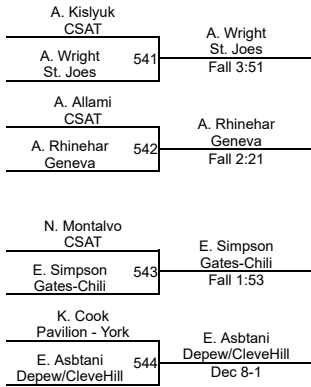 A. Kislyuk
CSAT
A. Wright
St. Joes
541
A. Wright
St. Joes
Fall 3:51
A. Allami
CSAT
A. Rhinehar
Geneva
542
A. Rhinehar
Geneva
Fall 2:21
N. Montalvo
CSAT
E. Simpson
Gates-Chili
543
E. Simpson
Gates-Chili
Fall 1:53
K. Cook
Pavilion - York
E. Asbtani
Depew/CleveHill
544
E. Asbtani
Depew/CleveHill
Dec 8-1